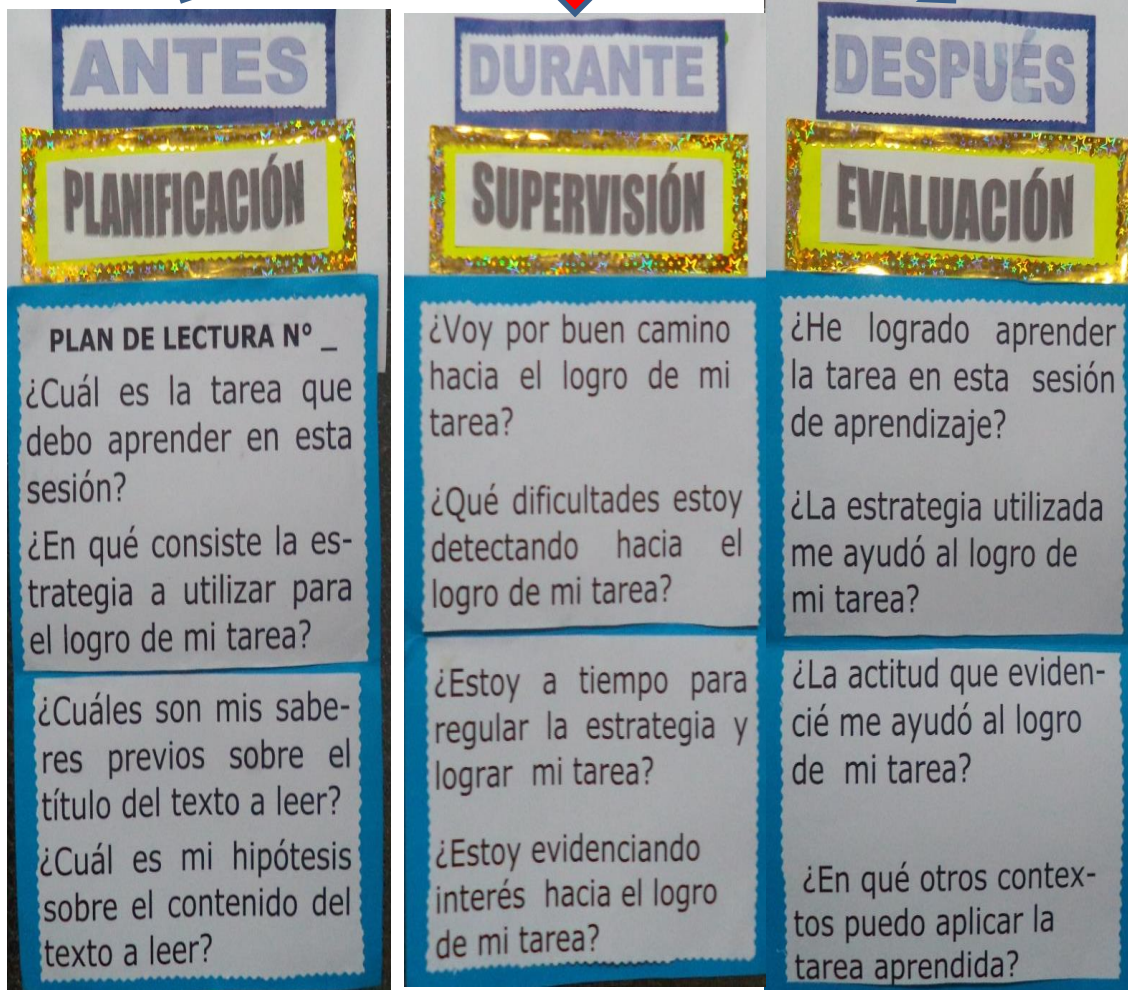 ANTES
PLANIFICACIÓN
PLAN DE LECTURA N° _
¿Cuál es la tarea que
debo aprender en esta
sesión?
¿En qué consiste la es-
trategia a utilizar para
el logro de mi tarea?
¿Cuáles son mis sabe-
res previos sobre el
título del texto a leer?
¿Cuál es mi hipótesis
sobre el contenido del
texto a leer?
DURANTE
SUPERVISIÓN
¿Voy por buen camino
hacia el logro de mi
tarea?
¿Qué dificultades estoy
detectando hacia el
logro de mi tarea?
¿Estoy a tiempo para
regular la estrategia y
lograr mi tarea?
¿Estoy evidenciando
interés hacia el logro
de mi tarea?
DESPUÉS
EVALUACIÓN
¿He logrado aprender
la tarea en esta sesión
de aprendizaje?
¿La estrategia utilizada
me ayudó al logro de
mi tarea?
¿La actitud que eviden-
cié me ayudó al logro
de mi tarea?
¿En qué otros contex-
tos puedo aplicar la
tarea aprendida?